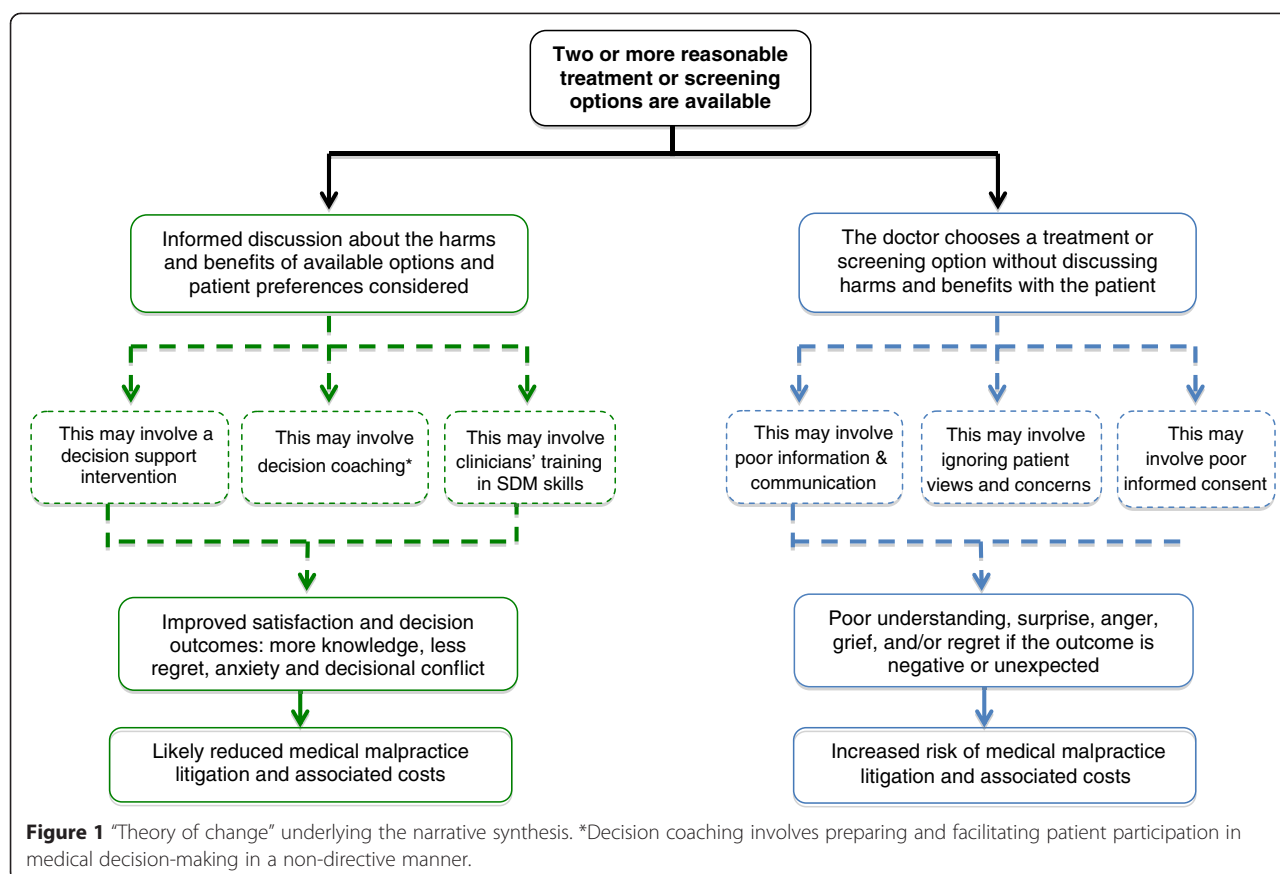 Two or more reasonable
treatment or screening
options are available
Informed discussion about the harms
and benefits of available options and
patient preferences considered
The doctor chooses a treatment or
screening option without discussing
harms and benefits with the patient
This may involve a
decision support
intervention
This may involve
decision coaching*
This may involve
clinicians’ training
in SDM skills
This may involve
poor information &
communication
This may involve
ignoring patient
views and concerns
This may
involve poor
informed consent
Improved satisfaction and decision
outcomes: more knowledge, less
regret, anxiety and decisional conflict
Poor understanding, surprise, anger,
grief, and/or regret if the outcome is
negative or unexpected
Likely reduced medical malpractice
litigation and associated costs
Increased risk of medical malpractice
litigation and associated costs
Figure 1 “Theory of change” underlying the narrative synthesis. *Decision coaching involves preparing and facilitating patient participation in
medical decision-making in a non-directive manner.